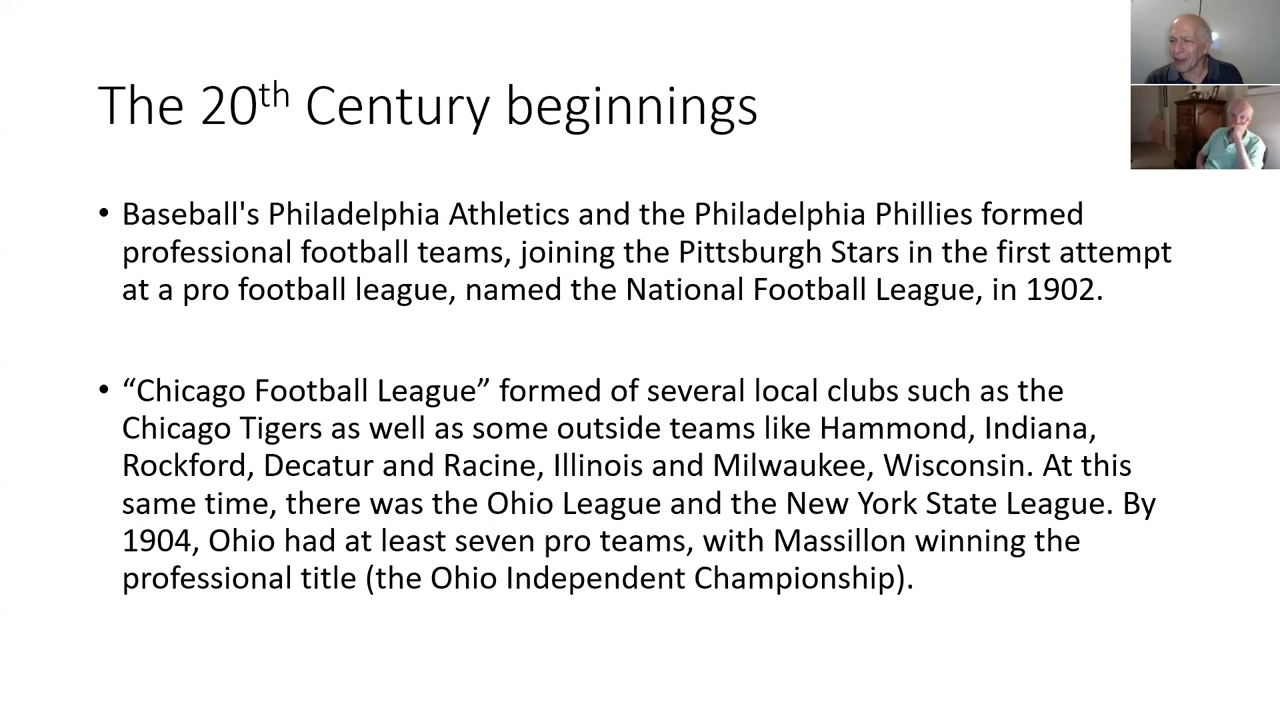 The 20th Century beginnings
• Baseball's Philadelphia Athletics and the Philadelphia Phillies formed
professional football teams, joining the Pittsburgh Stars in the first attempt
at a pro football league, named the National Football League, in 1902.
• “Chicago Football League” formed of several local clubs such as the
Chicago Tigers as well as some outside teams like Hammond, Indiana,
Rockford, Decatur and Racine, Illinois and Milwaukee, Wisconsin. At this
same time, there was the Ohio League and the New York State League. By
1904, Ohio had at least seven pro teams, with Massillon winning the
professional title (the Ohio Independent Championship).